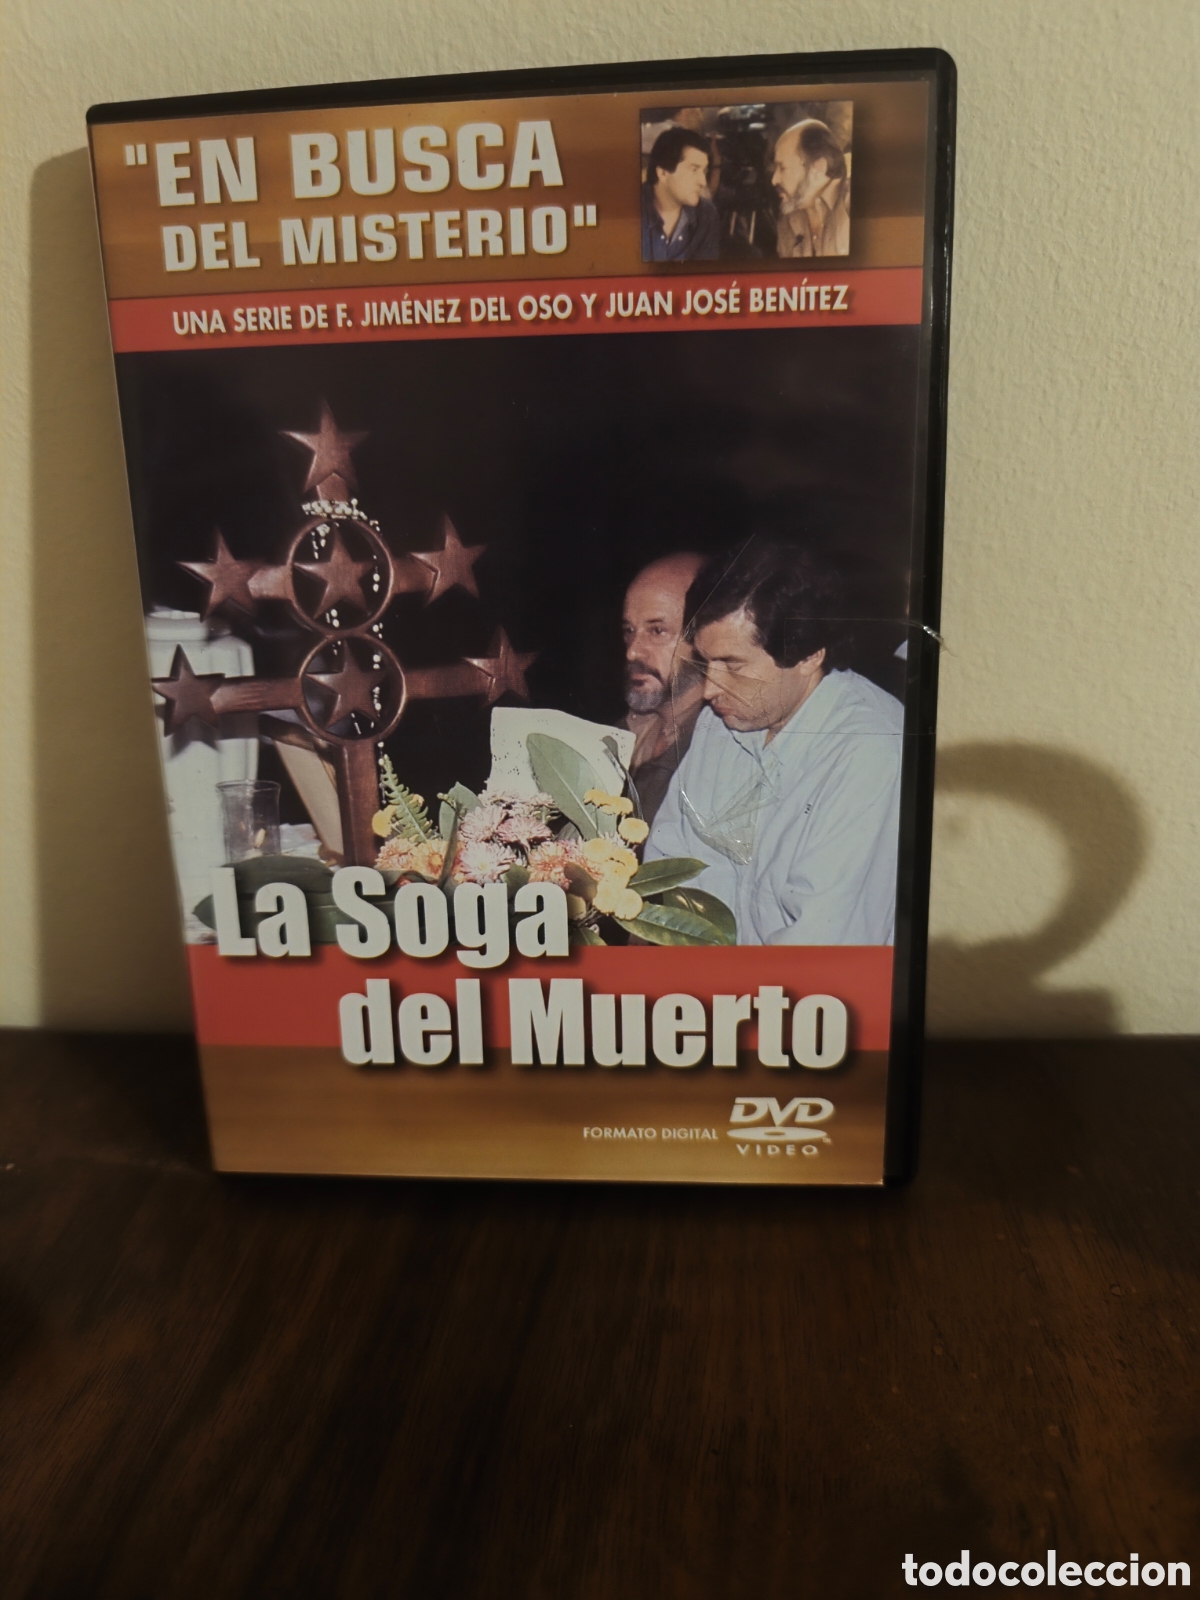 "EN BUSCA
DEL MISTERIO"
UNA SERIE DE F. JIMÉNEZ DEL OSO Y JUAN JOSÉ BENÍTEZ
La Soga
del Muerto
FORMATO DIGITAL
DVD
VIDEO
todocoleccion